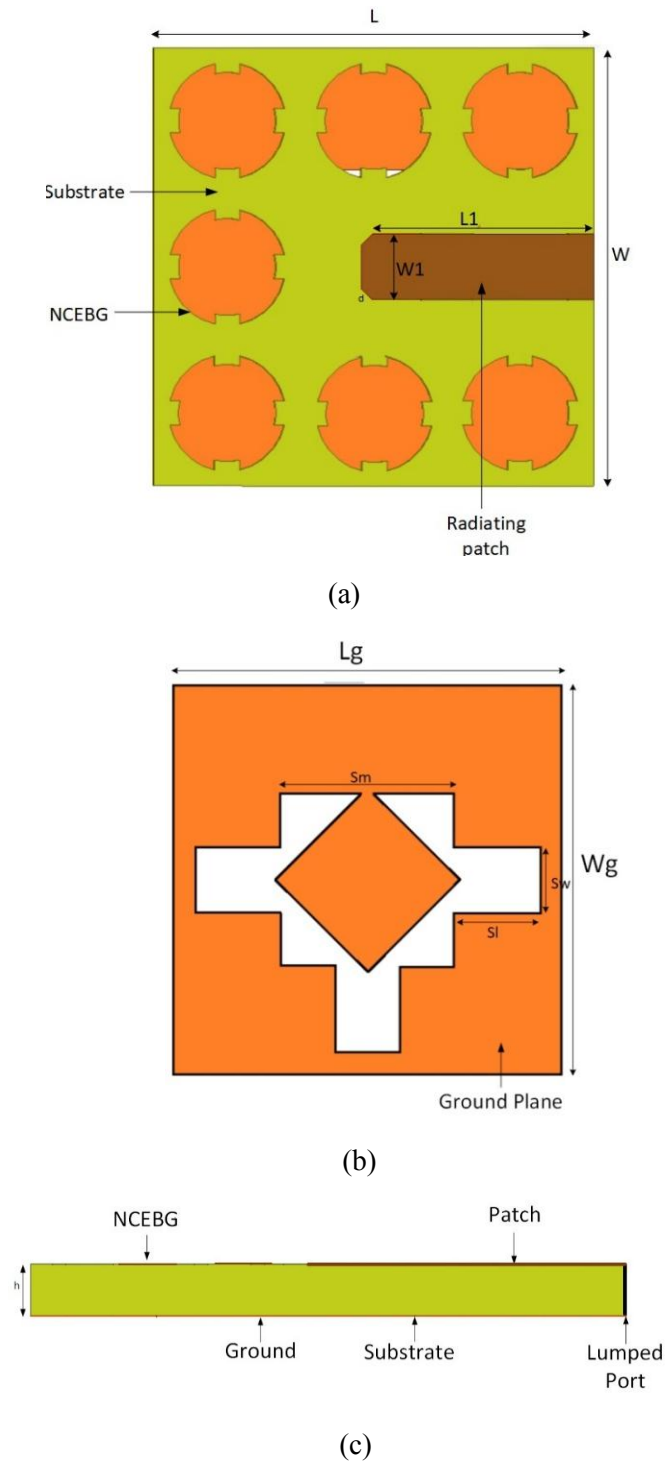 L
Substrate
L1
W
W1
NCEBG
d
Radiating
patch
(a)
Lg
Sm
Wg
Sw
Sl
Ground Plane
(b)
NCEBG
Patch
h
Ground
Substrate
Lumped
Port
(c)